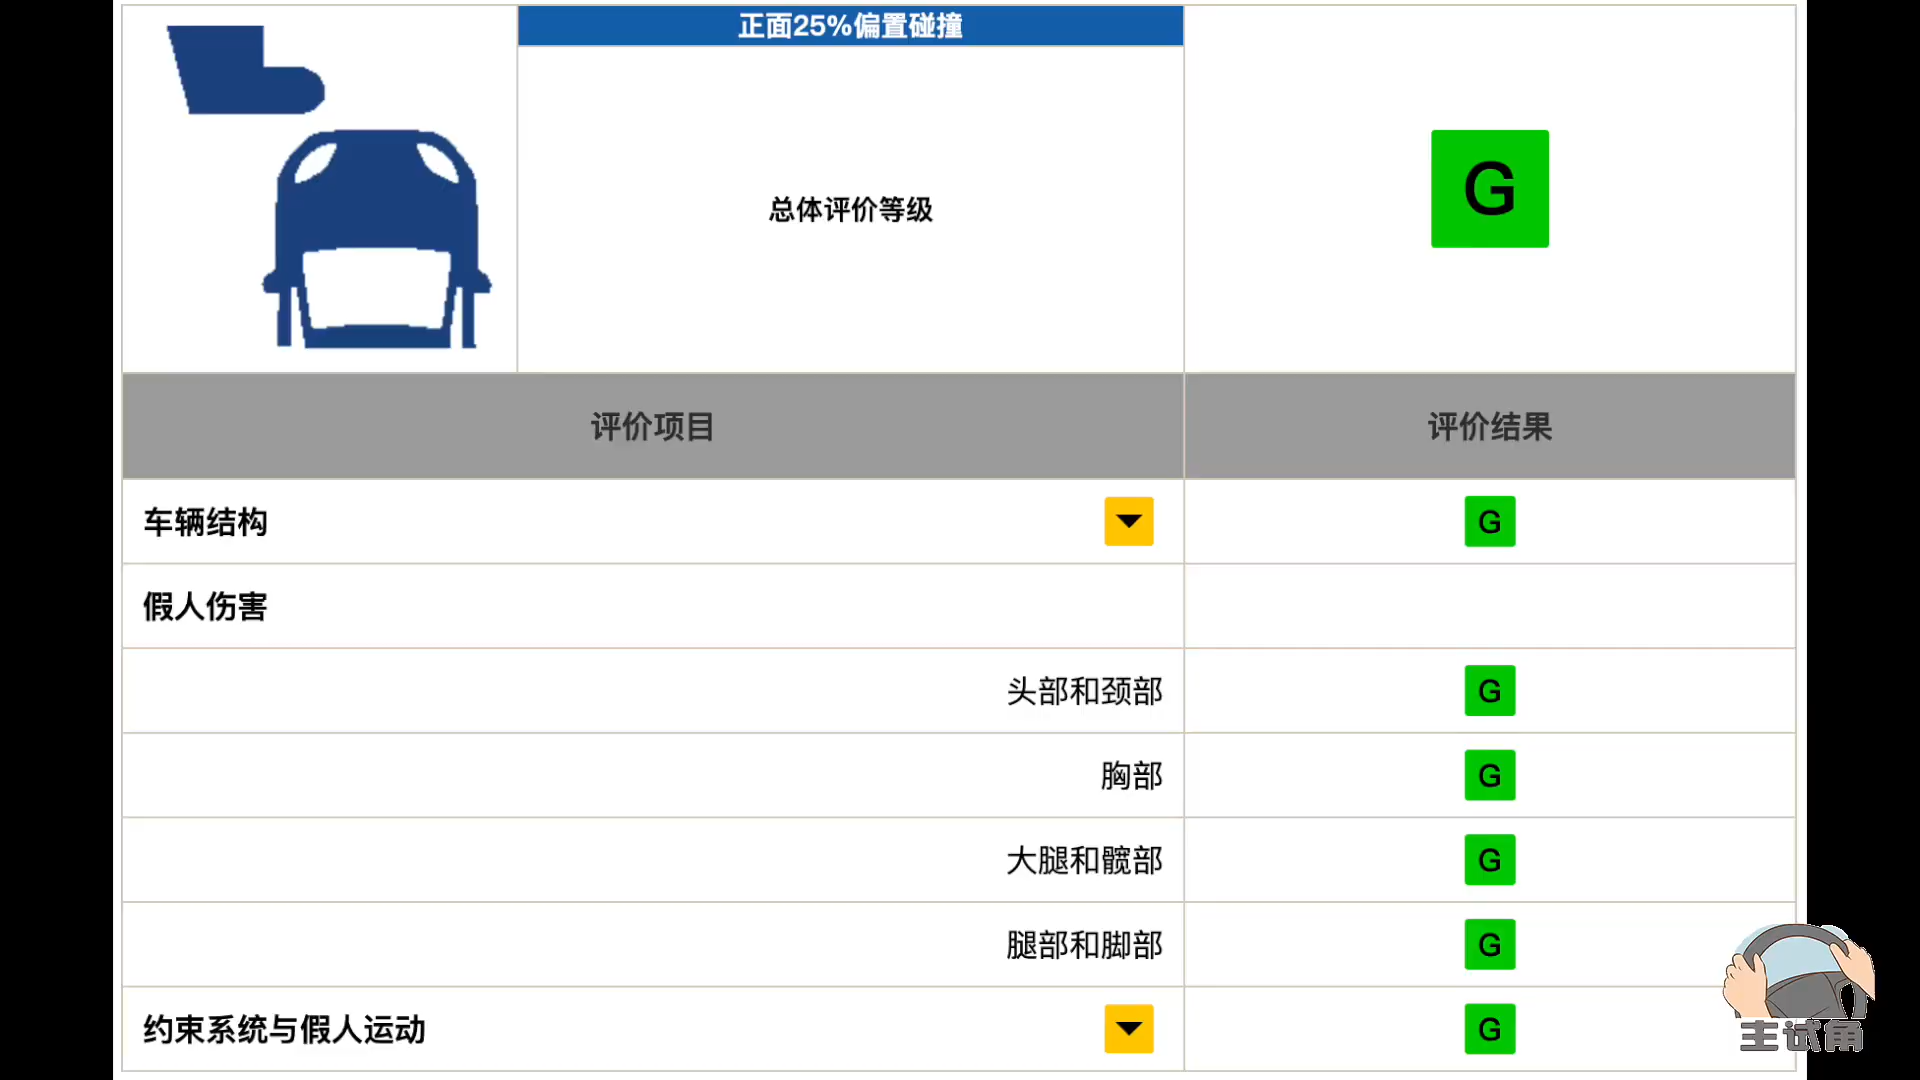 正面25%偏置碰撞
总体评价等级
G
评价项目
评价结果
车辆结构
G
假人伤害
头部和颈部
G
胸部
G
大腿和髋部
G
腿部和脚部
G
约束系统与假人运动
G
主试角